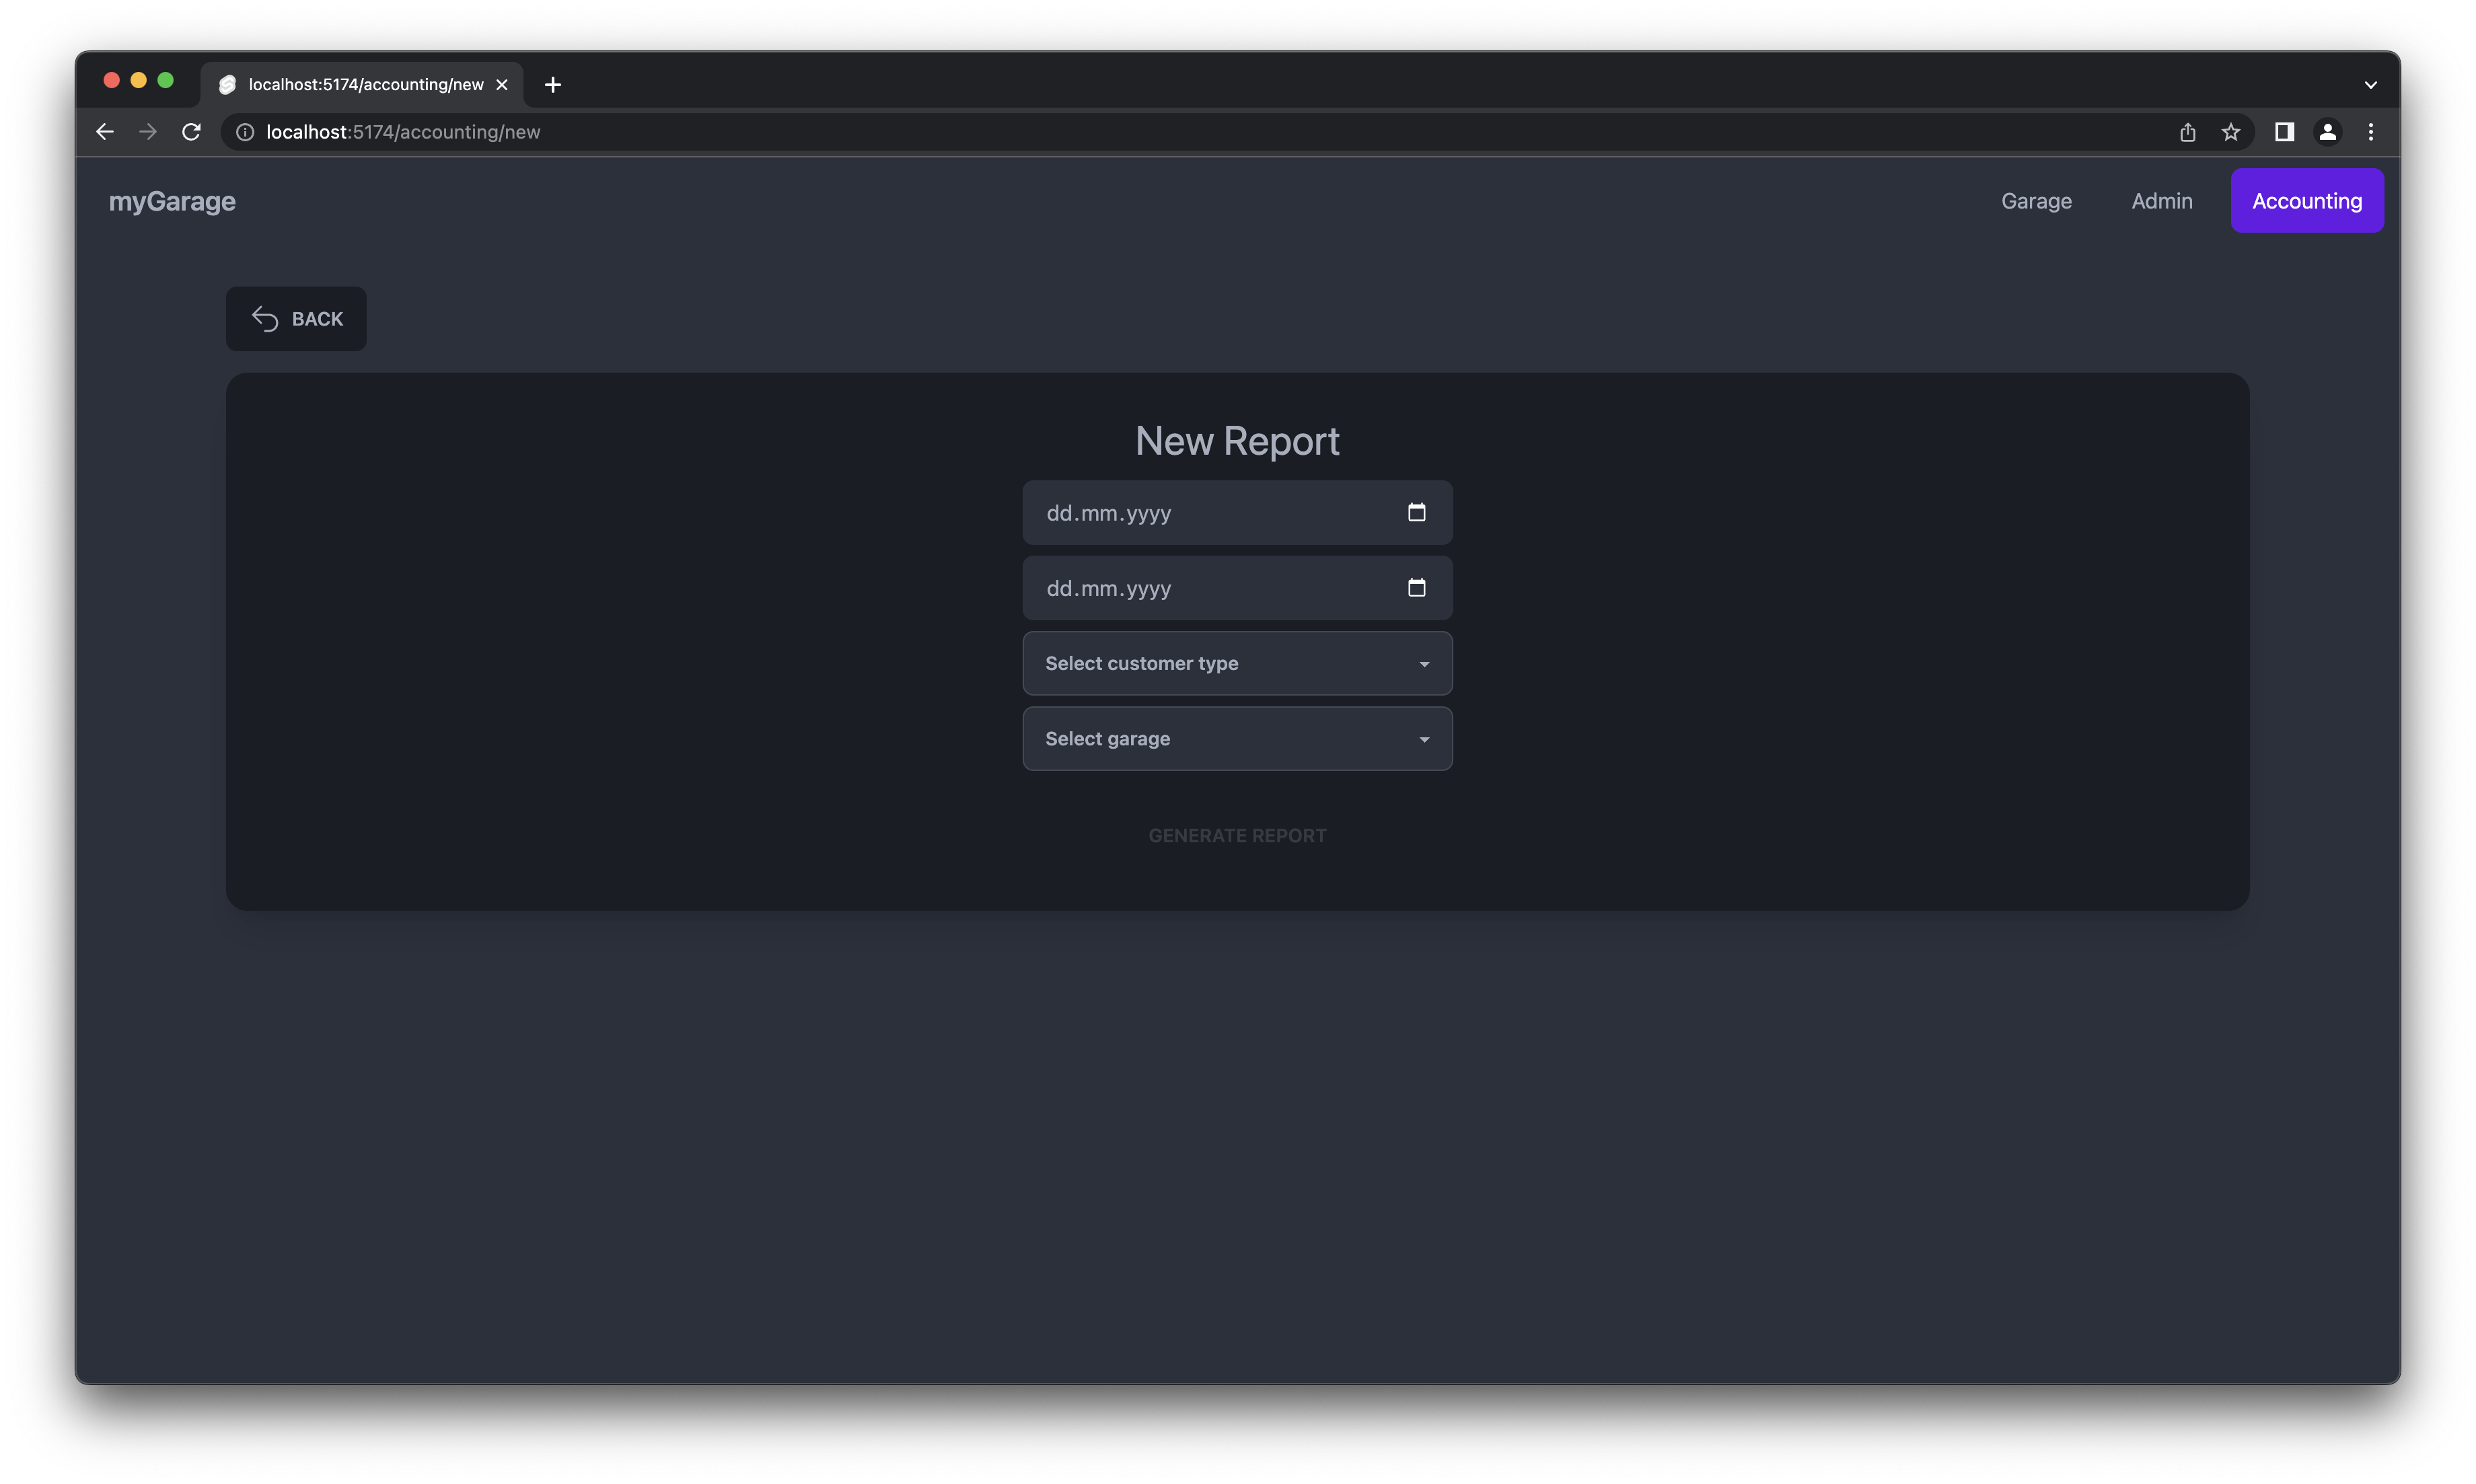 localhost:5174/accounting/new
localhost:5174/accounting/new
myGarage
Garage
Admin
Accounting
BACK
New Report
dd.mm.yyyy
dd.mm.yyyy
Select customer type
Select garage
GENERATE REPORT